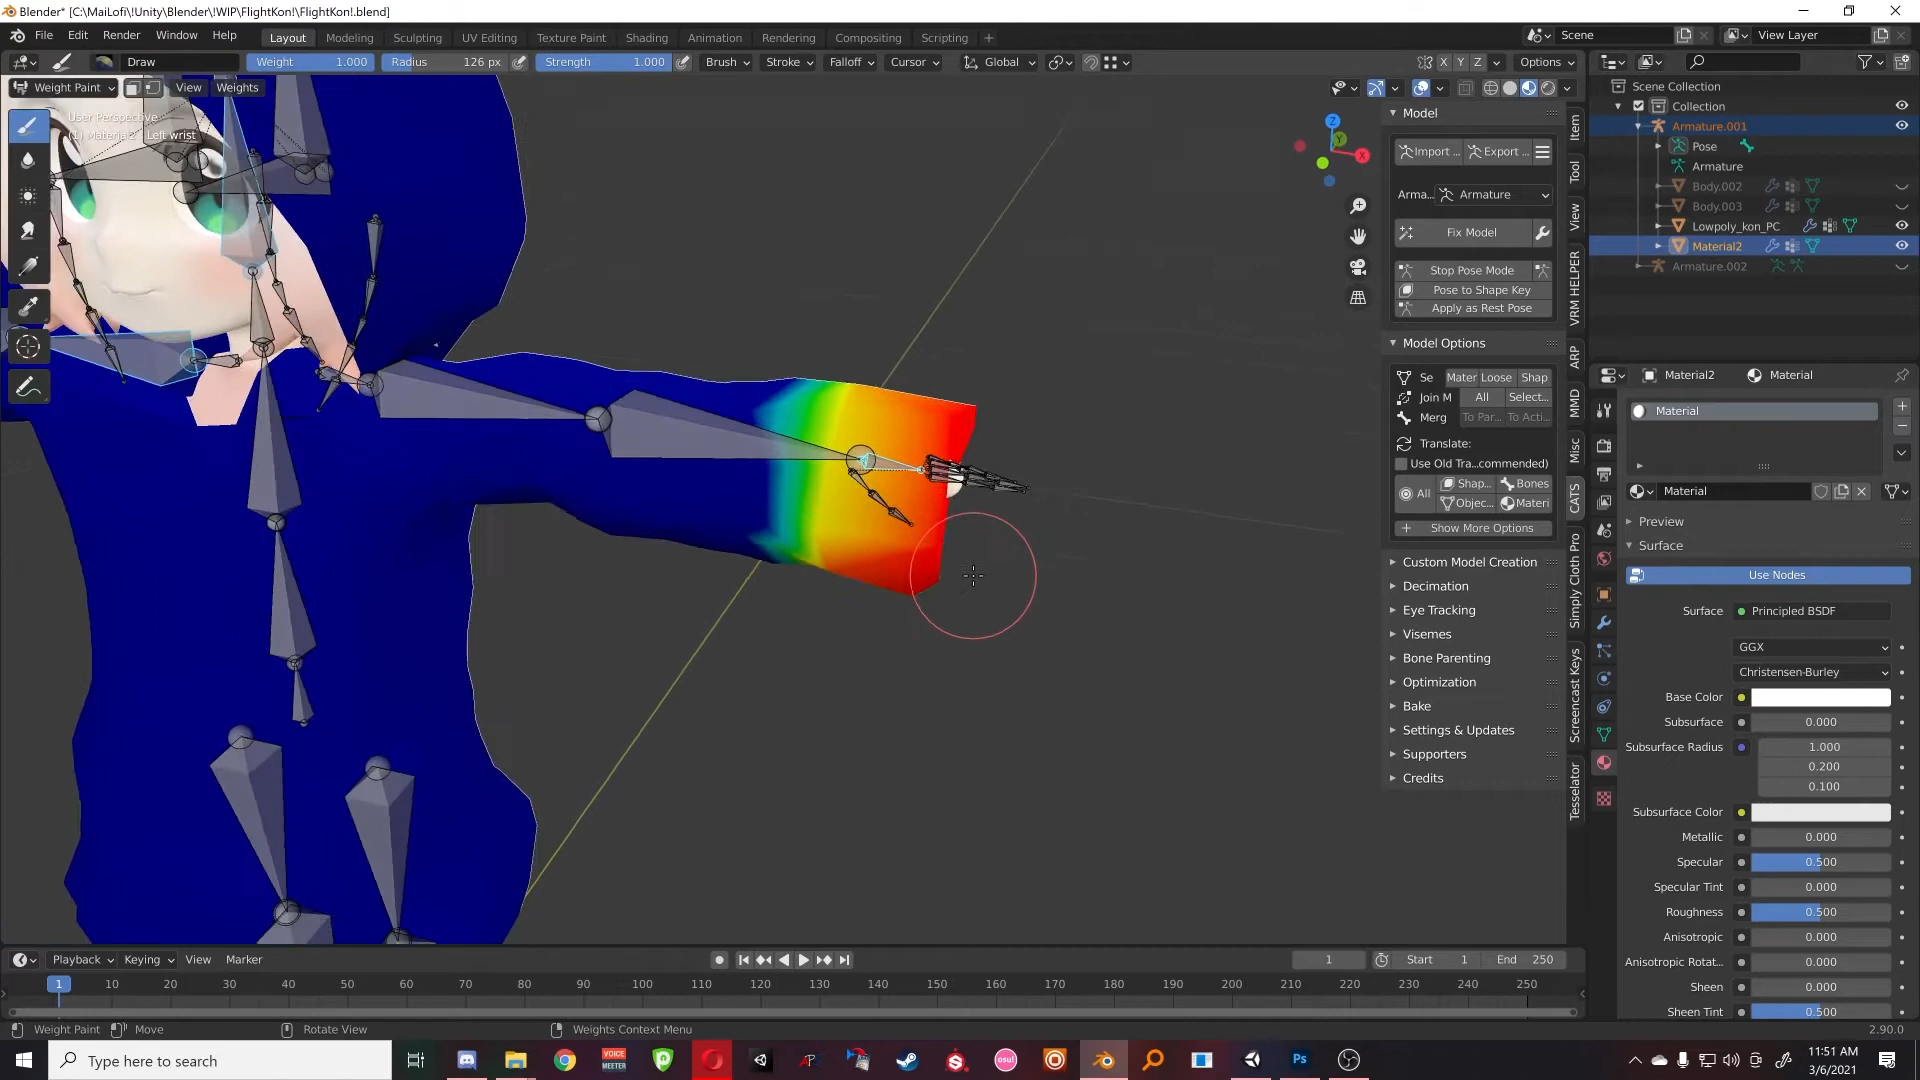 Blender* [C:\MaiLofi\!Unity\Blender\!WIP\FlightKon!\FlightKon!.blend]
File Edit Render Window Help
Layout Modeling Sculpting UV Editing Texture Paint Shading Animation Rendering Compositing Scripting
Scene
View Layer
Draw
Weight 1.000
Radius 126 px
Strength 1.000
Brush Stroke Falloff Cursor
Global
X Y Z
Options
Weight Paint
View Weights
User Perspective
(1) Material2 : Left wrist
Z
Y
X
Model
Import ... Export ...
Arma... Armature
Fix Model
Stop Pose Mode
Pose to Shape Key
Apply as Rest Pose
Model Options
Se Mater Loose Shap
Join M All Select...
Merg To Par... To Acti...
Translate:
Use Old Tra...commended)
All Shap... Bones
Objec... Materi
Show More Options
Custom Model Creation
Decimation
Eye Tracking
Visemes
Bone Parenting
Optimization
Bake
Settings & Updates
Supporters
Credits
Item
Tool
View
VRM HELPER
ARP
MMD
Misc
CATS
Simply Cloth Pro
Screencast Keys
Tesselator
Scene Collection
Collection
Armature.001
Pose
Armature
Body.002
Body.003
Lowpoly_kon_PC
Material2
Armature.002
Material2 Material
Material
Material
Preview
Surface
Use Nodes
Surface Principled BSDF
GGX
Christensen-Burley
Base Color
Subsurface 0.000
Subsurface Radius 1.000
0.200
0.100
Subsurface Color
Metallic 0.000
Specular 0.500
Specular Tint 0.000
Roughness 0.500
Anisotropic 0.000
Anisotropic Rotat... 0.000
Sheen 0.000
Sheen Tint 0.500
Playback Keying View Marker
1
Start 1
End 250
1 10 20 30 40 50 60 70 80 90 100 110 120 130 140 150 160 170 180 190 200 210 220 230 240 250
Weight Paint Move Rotate View Weights Context Menu
2.90.0
Type here to search
VOICE
MEETER
osu!
Ps
11:51 AM
3/6/2021